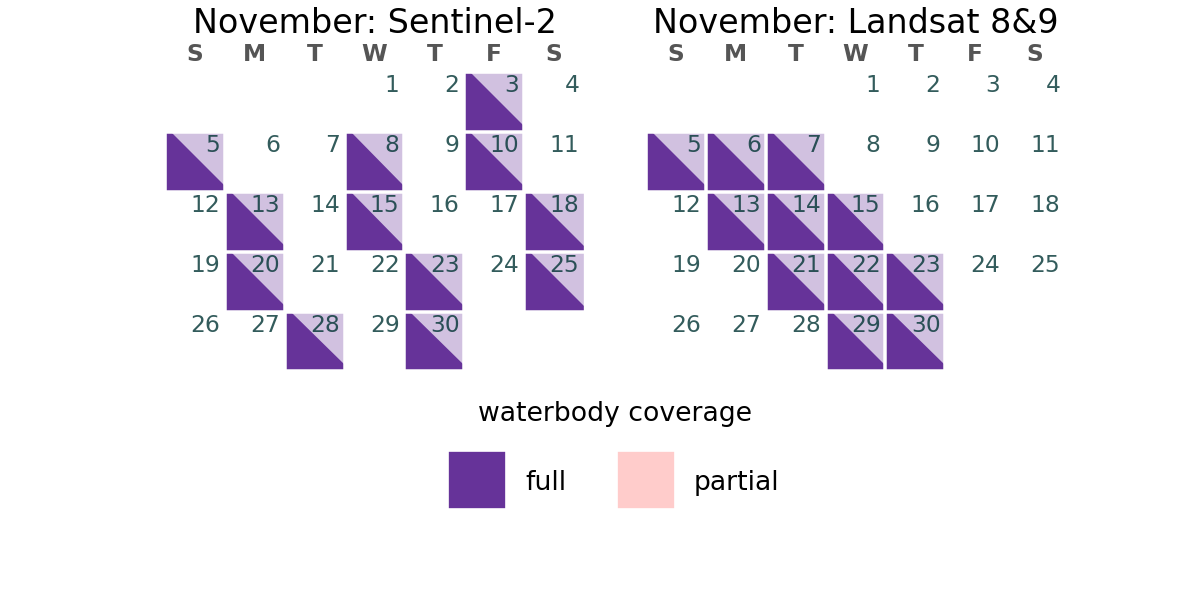 November: Sentinel-2
S M T W T F S
1 2 3 4
5 6 7 8 9 10 11
12 13 14 15 16 17 18
19 20 21 22 23 24 25
26 27 28 29 30
November: Landsat 8&9
S M T W T F S
1 2 3 4
5 6 7 8 9 10 11
12 13 14 15 16 17 18
19 20 21 22 23 24 25
26 27 28 29 30
waterbody coverage
full partial